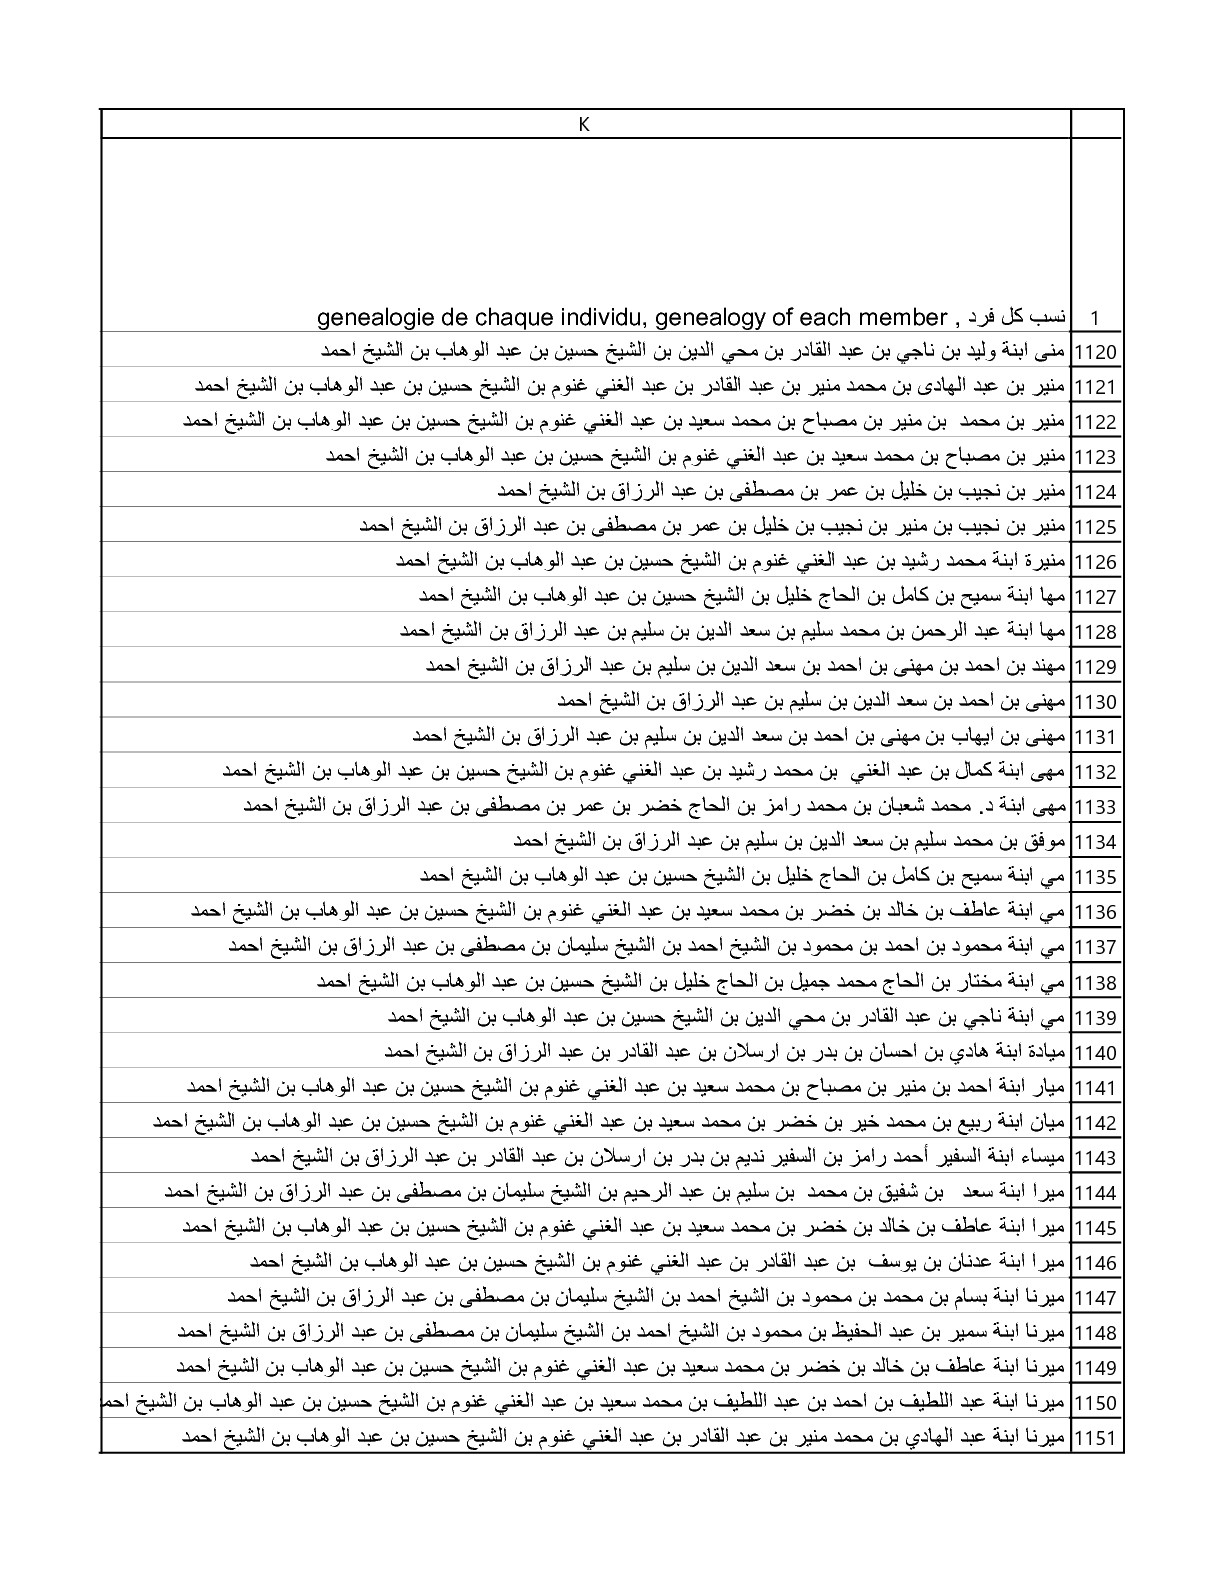 K
1 نسب كل فرد , genealogie de chaque individu, genealogy of each member
1120 منى ابنة وليد بن ناجي بن عبد القادر بن محي الدين بن الشيخ حسين بن عبد الوهاب بن الشيخ احمد
1121 منير بن عبد الهادى بن محمد منير بن عبد القادر بن عبد الغني غنوم بن الشيخ حسين بن عبد الوهاب بن الشيخ احمد
1122 منير بن محمد بن منير بن مصباح بن محمد سعيد بن عبد الغني غنوم بن الشيخ حسين بن عبد الوهاب بن الشيخ احمد
1123 منير بن مصباح بن محمد سعيد بن عبد الغني غنوم بن الشيخ حسين بن عبد الوهاب بن الشيخ احمد
1124 منير بن نجيب بن خليل بن عمر بن مصطفى بن عبد الرزاق بن الشيخ احمد
1125 منير بن نجيب بن منير بن نجيب بن خليل بن عمر بن مصطفى بن عبد الرزاق بن الشيخ احمد
1126 منيرة ابنة محمد رشيد بن عبد الغني غنوم بن الشيخ حسين بن عبد الوهاب بن الشيخ احمد
1127 مها ابنة سميح بن كامل بن الحاج خليل بن الشيخ حسين بن عبد الوهاب بن الشيخ احمد
1128 مها ابنة عبد الرحمن بن محمد سليم بن سعد الدين بن سليم بن عبد الرزاق بن الشيخ احمد
1129 مهند بن احمد بن مهنى بن احمد بن سعد الدين بن سليم بن عبد الرزاق بن الشيخ احمد
1130 مهنى بن احمد بن سعد الدين بن سليم بن عبد الرزاق بن الشيخ احمد
1131 مهنى بن ايهاب بن مهنى بن احمد بن سعد الدين بن سليم بن عبد الرزاق بن الشيخ احمد
1132 مهى ابنة كمال بن عبد الغني بن محمد رشيد بن عبد الغني غنوم بن الشيخ حسين بن عبد الوهاب بن الشيخ احمد
1133 مهى ابنة د. محمد شعبان بن محمد رامز بن الحاج خضر بن عمر بن مصطفى بن عبد الرزاق بن الشيخ احمد
1134 موفق بن محمد سليم بن سعد الدين بن سليم بن عبد الرزاق بن الشيخ احمد
1135 مي ابنة سميح بن كامل بن الحاج خليل بن الشيخ حسين بن عبد الوهاب بن الشيخ احمد
1136 مي ابنة عاطف بن خالد بن خضر بن محمد سعيد بن عبد الغني غنوم بن الشيخ حسين بن عبد الوهاب بن الشيخ احمد
1137 مي ابنة محمود بن احمد بن محمود بن الشيخ احمد بن الشيخ سليمان بن مصطفى بن عبد الرزاق بن الشيخ احمد
1138 مي ابنة مختار بن الحاج محمد جميل بن الحاج خليل بن الشيخ حسين بن عبد الوهاب بن الشيخ احمد
1139 مي ابنة ناجي بن عبد القادر بن محي الدين بن الشيخ حسين بن عبد الوهاب بن الشيخ احمد
1140 ميادة ابنة هادي بن احسان بن بدر بن ارسلان بن عبد القادر بن عبد الرزاق بن الشيخ احمد
1141 ميار ابنة احمد بن منير بن مصباح بن محمد سعيد بن عبد الغني غنوم بن الشيخ حسين بن عبد الوهاب بن الشيخ احمد
1142 ميان ابنة ربيع بن محمد خير بن خضر بن محمد سعيد بن عبد الغني غنوم بن الشيخ حسين بن عبد الوهاب بن الشيخ احمد
1143 ميساء ابنة السفير أحمد رامز بن السفير نديم بن بدر بن ارسلان بن عبد القادر بن عبد الرزاق بن الشيخ احمد
1144 ميرا ابنة سعد بن شفيق بن محمد بن سليم بن عبد الرحيم بن الشيخ سليمان بن مصطفى بن عبد الرزاق بن الشيخ احمد
1145 ميرا ابنة عاطف بن خالد بن خضر بن محمد سعيد بن عبد الغني غنوم بن الشيخ حسين بن عبد الوهاب بن الشيخ احمد
1146 ميرا ابنة عدنان بن يوسف بن عبد القادر بن عبد الغني غنوم بن الشيخ حسين بن عبد الوهاب بن الشيخ احمد
1147 ميرنا ابنة بسام بن محمد بن محمود بن الشيخ احمد بن الشيخ سليمان بن مصطفى بن عبد الرزاق بن الشيخ احمد
1148 ميرنا ابنة سمير بن عبد الحفيظ بن محمود بن الشيخ احمد بن الشيخ سليمان بن مصطفى بن عبد الرزاق بن الشيخ احمد
1149 ميرنا ابنة عاطف بن خالد بن خضر بن محمد سعيد بن عبد الغني غنوم بن الشيخ حسين بن عبد الوهاب بن الشيخ احمد
1150 ميرنا ابنة عبد اللطيف بن احمد بن عبد اللطيف بن محمد سعيد بن عبد الغني غنوم بن الشيخ حسين بن عبد الوهاب بن الشيخ احمد
1151 ميرنا ابنة عبد الهادي بن محمد منير بن عبد القادر بن عبد الغني غنوم بن الشيخ حسين بن عبد الوهاب بن الشيخ احمد